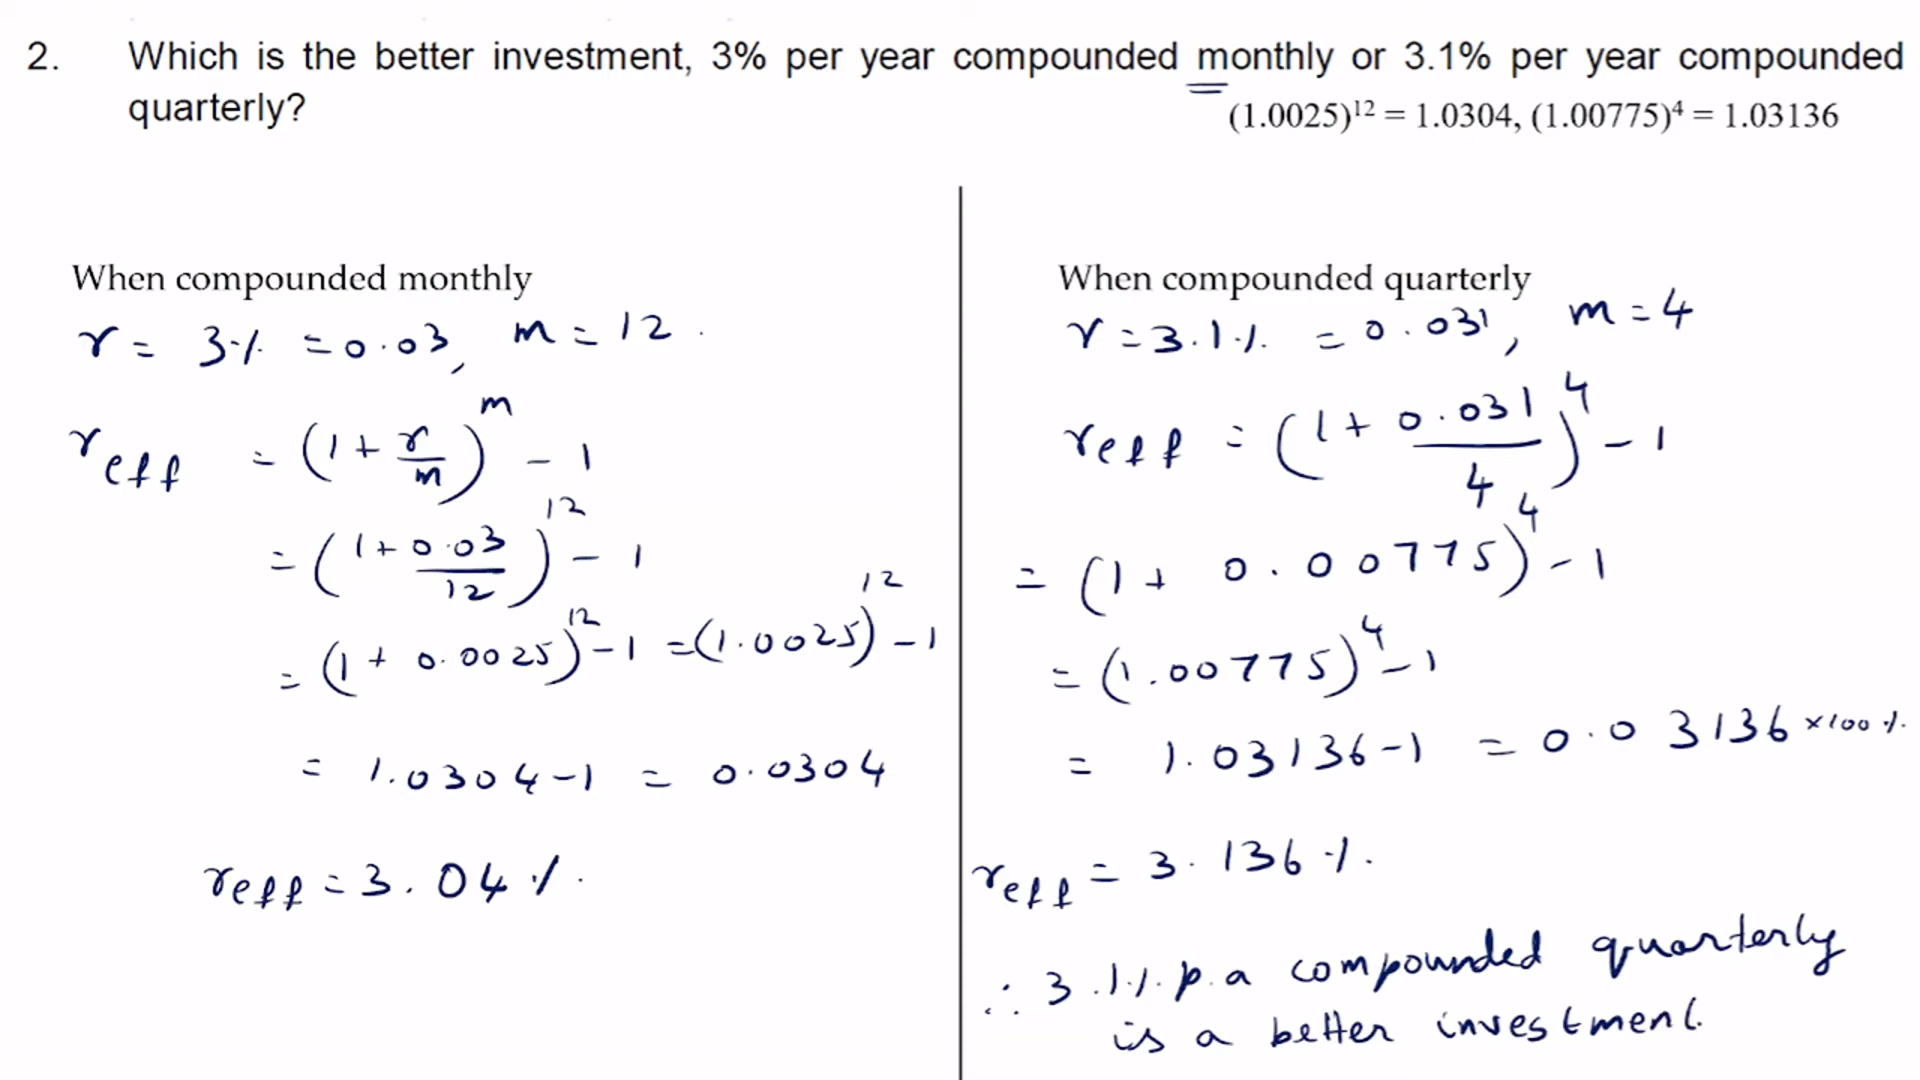 2. Which is the better investment, 3% per year compounded monthly or 3.1% per year compounded
quarterly?
(1.0025)¹² = 1.0304, (1.00775)⁴ = 1.03136
When compounded monthly
r = 3% = 0.03, m = 12.
r_eff = (1 + r/m)^m - 1
= (1 + 0.03/12)^12 - 1
= (1 + 0.0025)^12 - 1 = (1.0025)^12 - 1
= 1.0304 - 1 = 0.0304
r_eff = 3.04%.
When compounded quarterly
r = 3.1% = 0.031, m = 4
r_eff = (1 + 0.031/4)^4 - 1
= (1 + 0.00775)^4 - 1
= (1.00775)^4 - 1
= 1.03136 - 1 = 0.03136 × 100%.
r_eff = 3.136%.
∴ 3.1% p.a compounded quarterly
is a better investment.